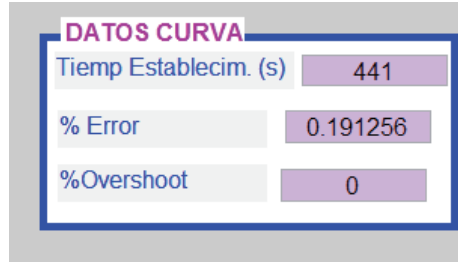 DATOS CURVA
Tiemp Establecim. (s) 441
% Error 0.191256
%Overshoot 0